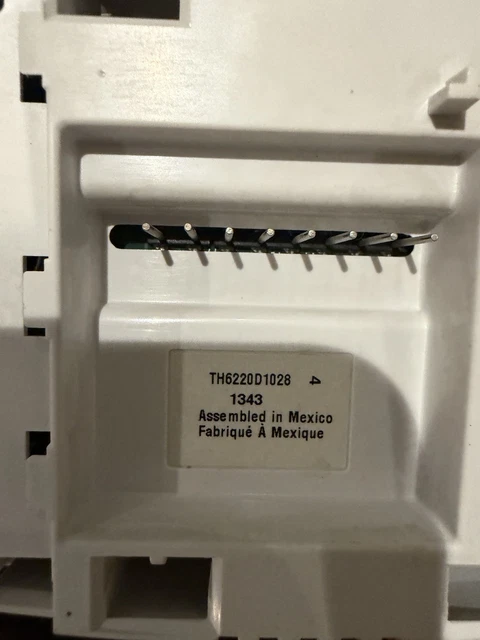 TH6220D1028 4
1343
Assembled in Mexico
Fabriqué À Mexique